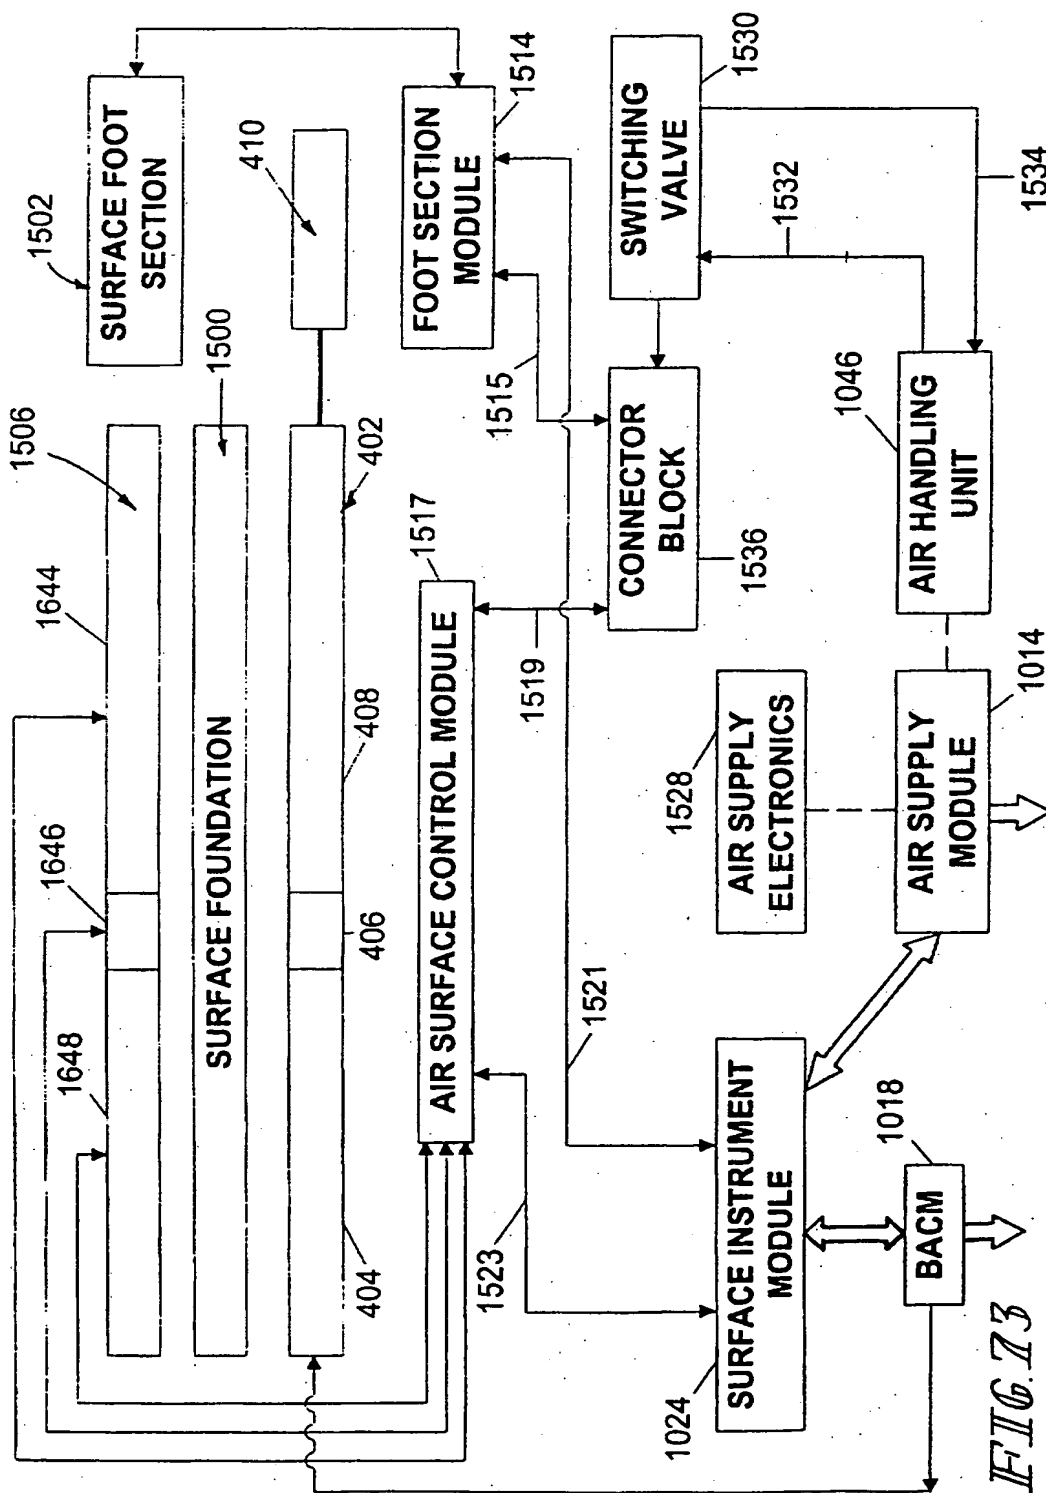 1502
SURFACE FOOT
SECTION
410
1514
FOOT SECTION
MODULE
1530
SWITCHING
VALVE
1532
1534
1506
1500
402
1515
1046
1644
1517
CONNECTOR
BLOCK
1536
AIR HANDLING
UNIT
SURFACE FOUNDATION
408
AIR SURFACE CONTROL MODULE
1519
1014
1646
406
1528
AIR SUPPLY
ELECTRONICS
AIR SUPPLY
MODULE
1648
1521
404
1523
1024
SURFACE INSTRUMENT
MODULE
1018
BACM
FIG. 73